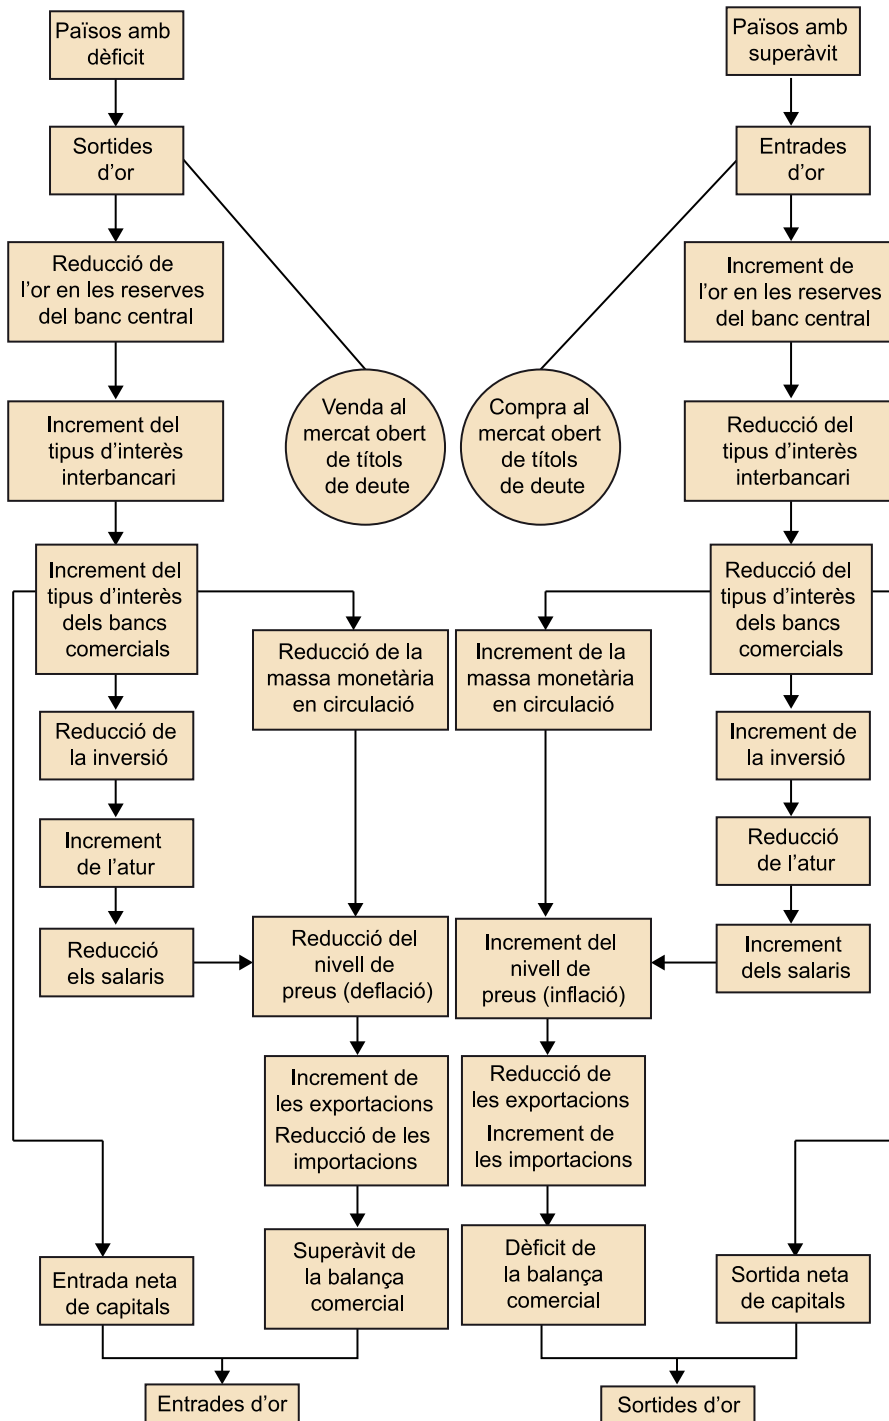 Països amb
dèficit
Sortides
d’or
Reducció de
l’or en les reserves
del banc central
Increment del
tipus d’interès
interbancari
Venda al
mercat obert
de títols
de deute
Increment del
tipus d’interès
dels bancs
comercials
Reducció de la
massa monetària
en circulació
Reducció de
la inversió
Increment
de l’atur
Reducció
els salaris
Reducció del
nivell de
preus (deflació)
Increment de
les exportacions
Reducció de les
importacions
Superàvit de
la balança
comercial
Entrada neta
de capitals
Entrades d’or
Països amb
superàvit
Entrades
d’or
Increment de
l’or en les reserves
del banc central
Compra al
mercat obert
de títols
de deute
Reducció del
tipus d’interès
interbancari
Reducció del
tipus d’interès
dels bancs
comercials
Increment de la
massa monetària
en circulació
Increment de
la inversió
Reducció
de l’atur
Increment
dels salaris
Increment del
nivell de
preus (inflació)
Reducció de
les exportacions
Increment de
les importacions
Dèficit de
la balança
comercial
Sortida neta
de capitals
Sortides d’or